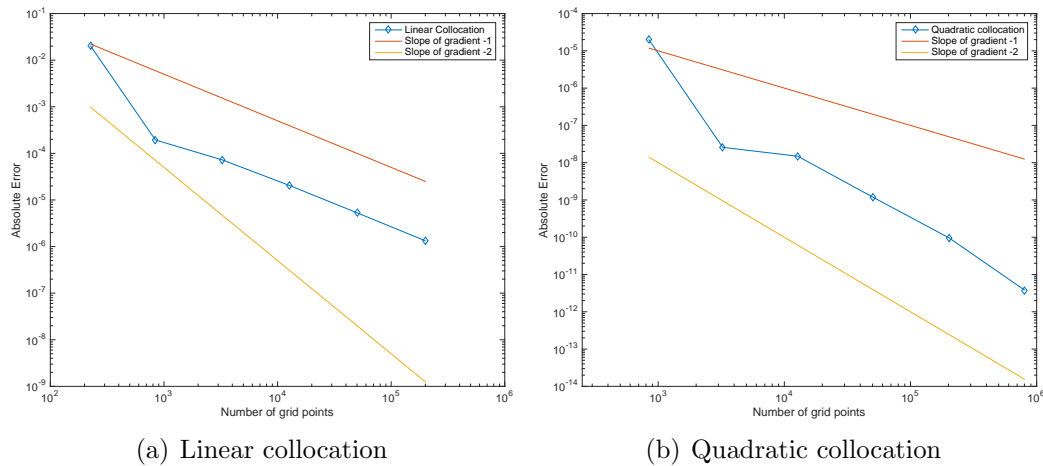 10^-1
10^-2
10^-3
10^-4
10^-5
10^-6
10^-7
10^-8
10^-9
Absolute Error
10^2
10^3
10^4
10^5
10^6
Number of grid points
Linear Collocation
Slope of gradient -1
Slope of gradient -2
(a) Linear collocation
10^-4
10^-5
10^-6
10^-7
10^-8
10^-9
10^-10
10^-11
10^-12
10^-13
10^-14
Absolute Error
10^3
10^4
10^5
10^6
Number of grid points
Quadratic collocation
Slope of gradient -1
Slope of gradient -2
(b) Quadratic collocation